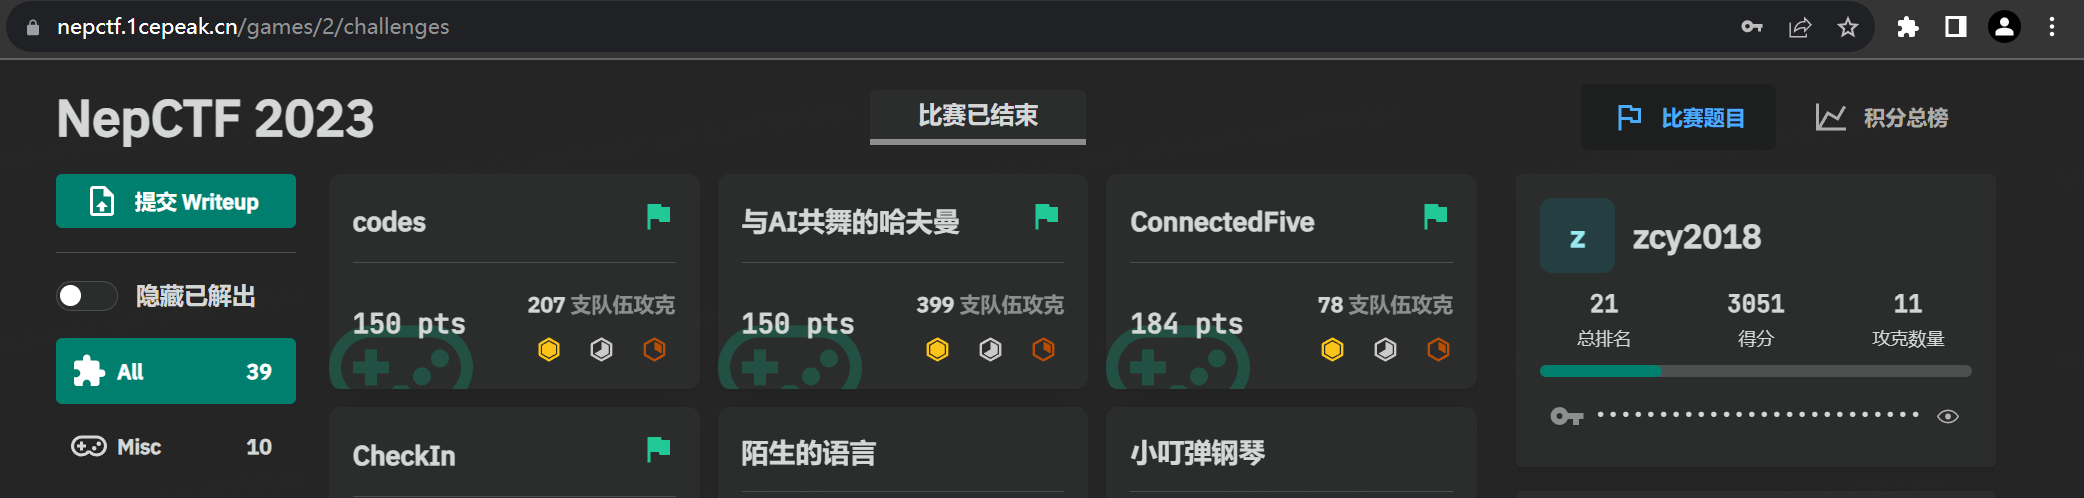 nepctf.1cepeak.cn/games/2/challenges
NepCTF 2023
比赛已结束
比赛题目
积分总榜
提交 Writeup
隐藏已解出
All 39
Misc 10
codes
150 pts
207 支队伍攻克
与AI共舞的哈夫曼
150 pts
399 支队伍攻克
ConnectedFive
184 pts
78 支队伍攻克
CheckIn
陌生的语言
小叮弹钢琴
z
zcy2018
21 3051 11
总排名 得分 攻克数量